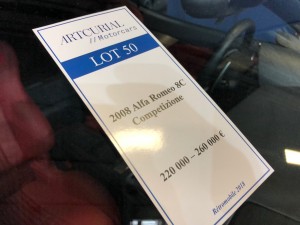 ARTCURIAL
// Motorcars
LOT 50
2008 Alfa Romeo 8C
Competizione
220 000 – 260 000 €
Rétromobile 2018